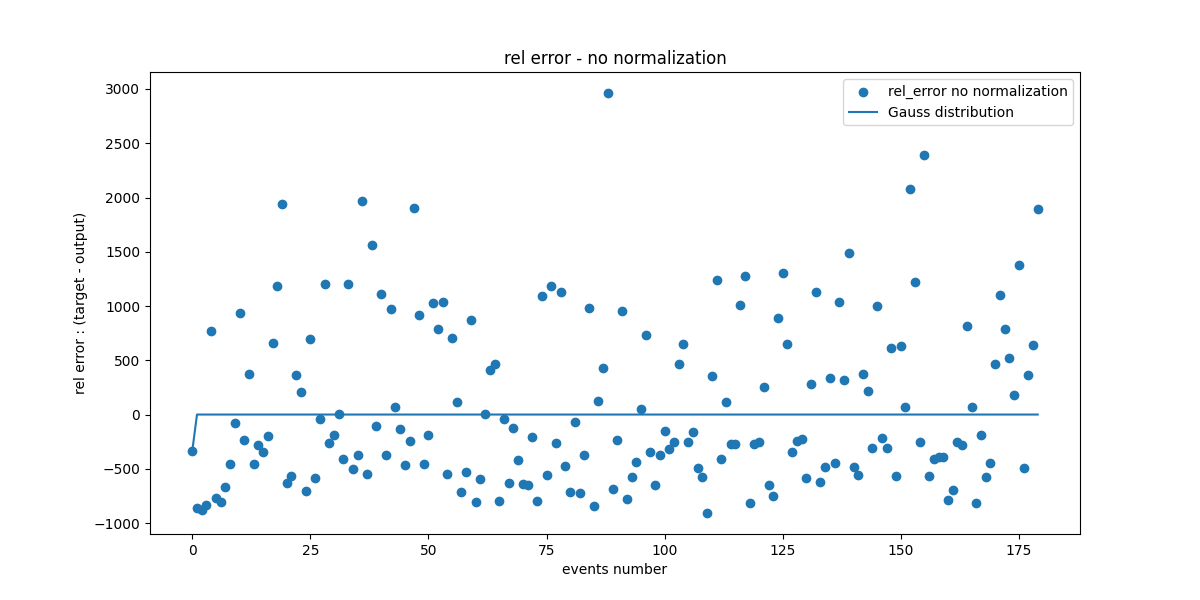 rel error - no normalization
rel_error no normalization
Gauss distribution
3000
2500
2000
1500
1000
500
0
−500
−1000
rel error : (target - output)
0 25 50 75 100 125 150 175
events number